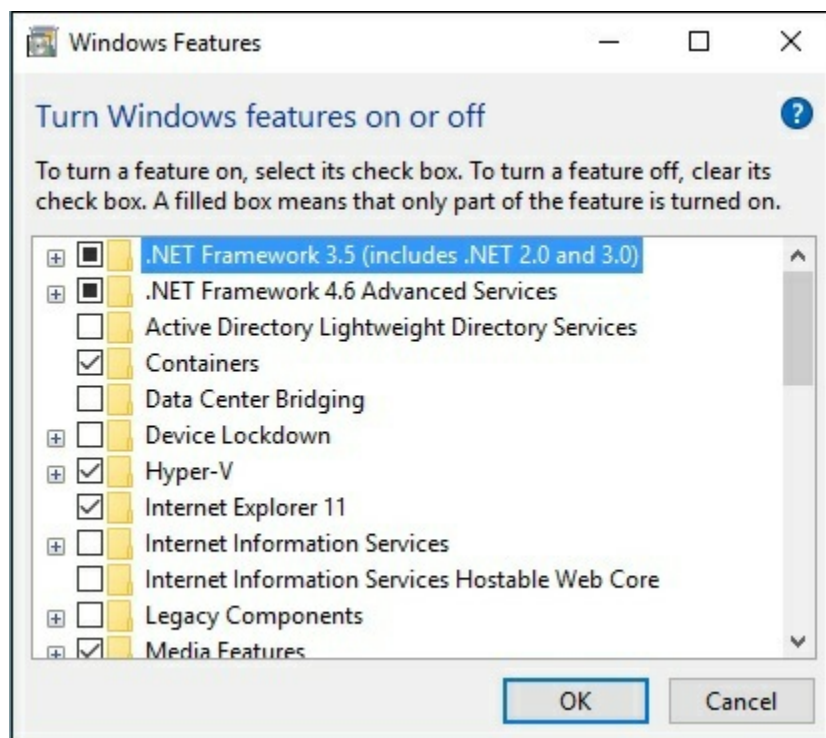 Windows Features
Turn Windows features on or off
?
To turn a feature on, select its check box. To turn a feature off, clear its
check box. A filled box means that only part of the feature is turned on.
.NET Framework 3.5 (includes .NET 2.0 and 3.0)
.NET Framework 4.6 Advanced Services
Active Directory Lightweight Directory Services
Containers
Data Center Bridging
Device Lockdown
Hyper-V
Internet Explorer 11
Internet Information Services
Internet Information Services Hostable Web Core
Legacy Components
Media Features
OK
Cancel